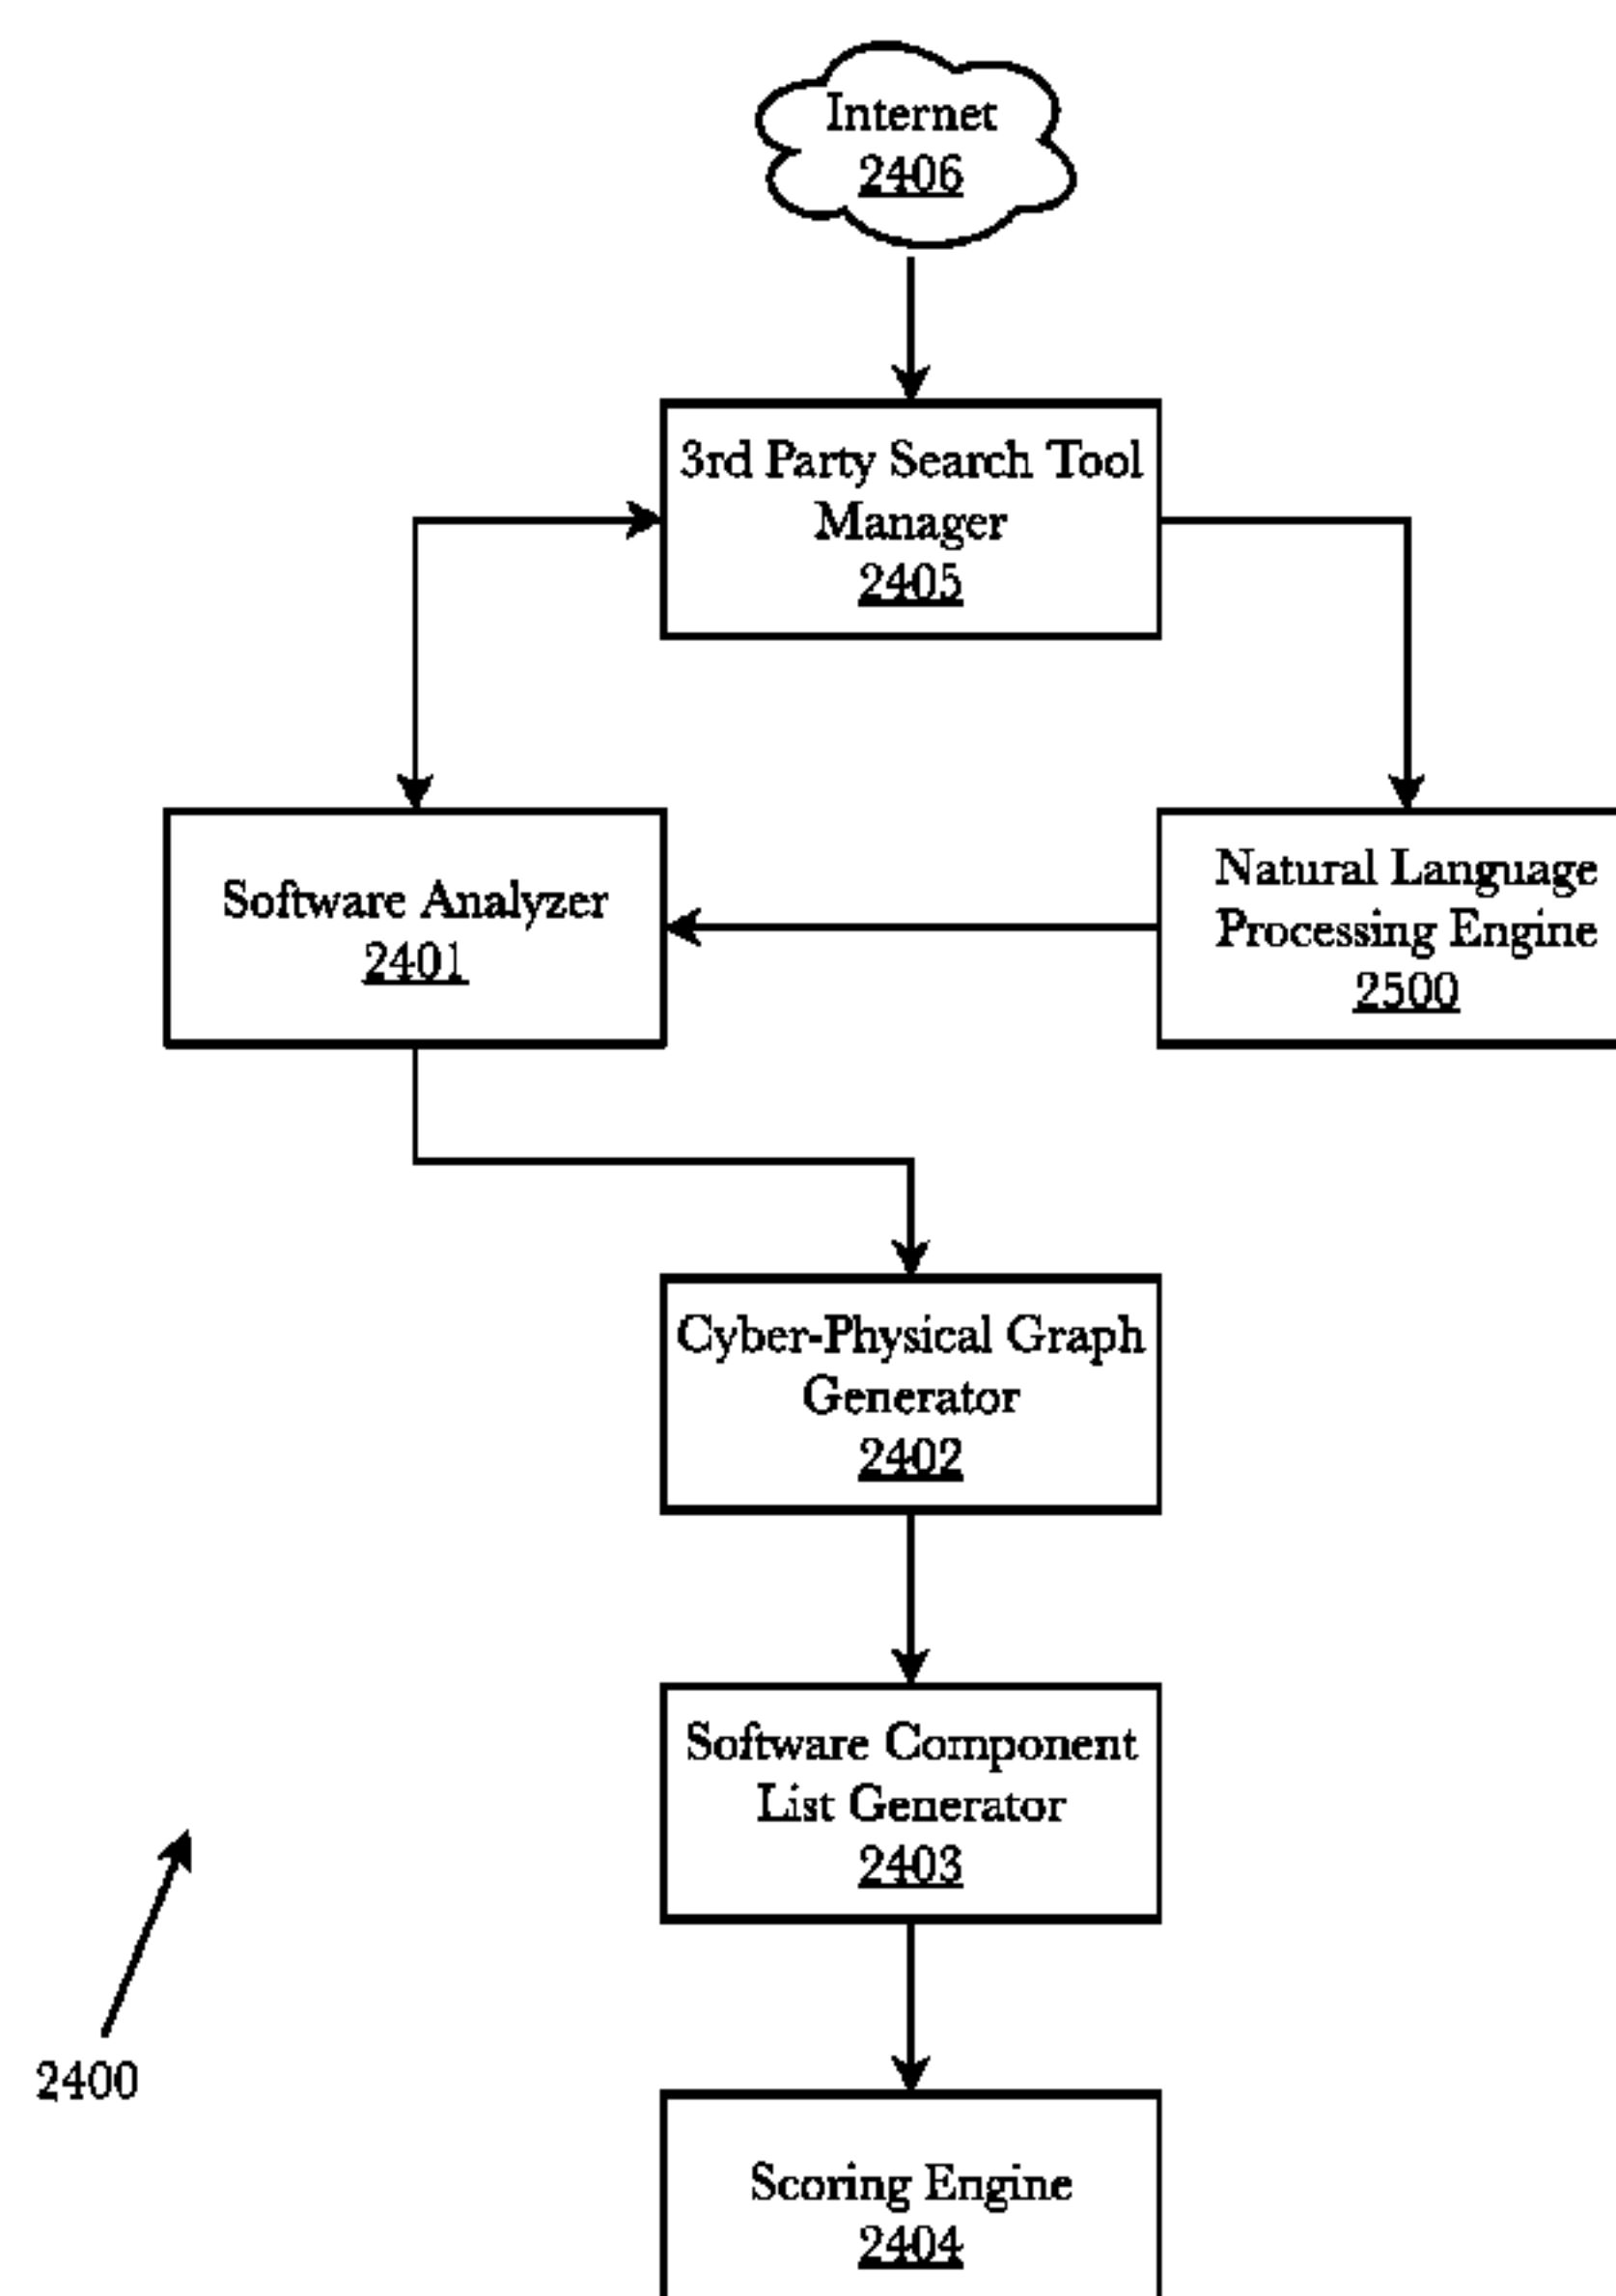 Internet
2406
3rd Party Search Tool
Manager
2405
Software Analyzer
2401
Natural Language
Processing Engine
2500
Cyber-Physical Graph
Generator
2402
Software Component
List Generator
2403
2400
Scoring Engine
2404